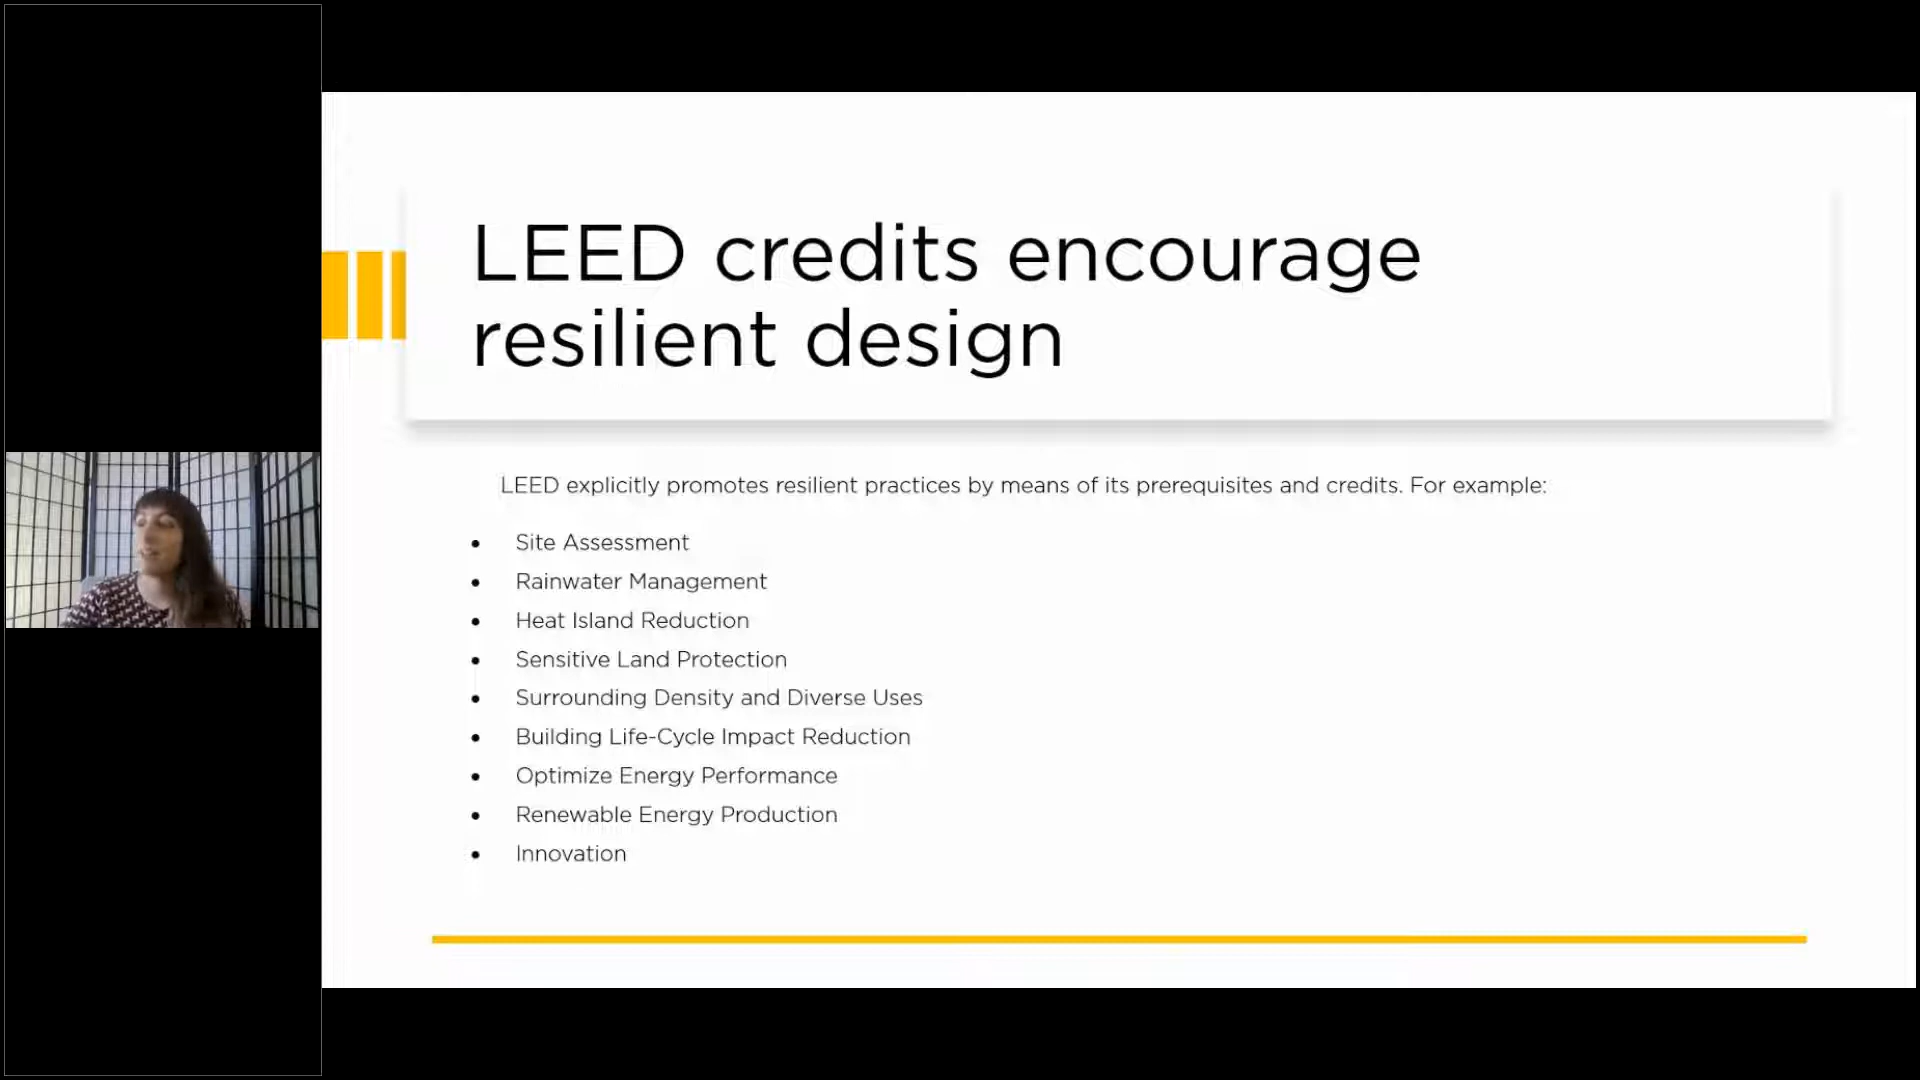 LEED credits encourage
resilient design
LEED explicitly promotes resilient practices by means of its prerequisites and credits. For example:
• Site Assessment
• Rainwater Management
• Heat Island Reduction
• Sensitive Land Protection
• Surrounding Density and Diverse Uses
• Building Life-Cycle Impact Reduction
• Optimize Energy Performance
• Renewable Energy Production
• Innovation